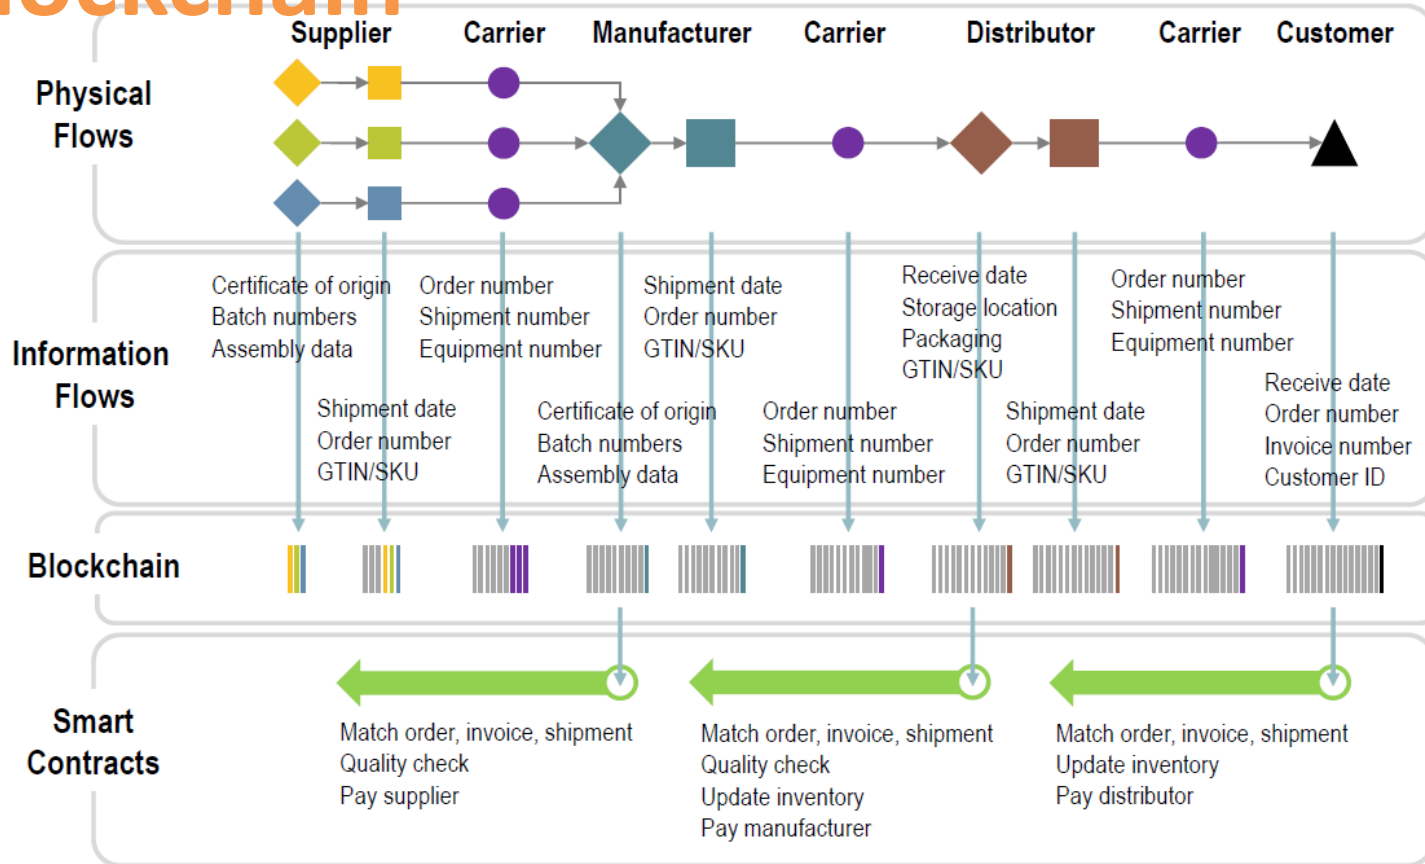 lockchain
Supplier Carrier Manufacturer Carrier Distributor Carrier Customer
Physical
Flows
Information
Flows
Certificate of origin
Batch numbers
Assembly data
Shipment date
Order number
GTIN/SKU
Order number
Shipment number
Equipment number
Certificate of origin
Batch numbers
Assembly data
Shipment date
Order number
GTIN/SKU
Order number
Shipment number
Equipment number
Receive date
Storage location
Packaging
GTIN/SKU
Shipment date
Order number
GTIN/SKU
Order number
Shipment number
Equipment number
Receive date
Order number
Invoice number
Customer ID
Blockchain
Smart
Contracts
Match order, invoice, shipment
Quality check
Pay supplier
Match order, invoice, shipment
Quality check
Update inventory
Pay manufacturer
Match order, invoice, shipment
Update inventory
Pay distributor